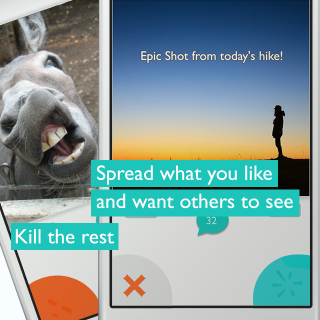 Epic Shot from today's hike!
Spread what you like
and want others to see
32
Kill the rest